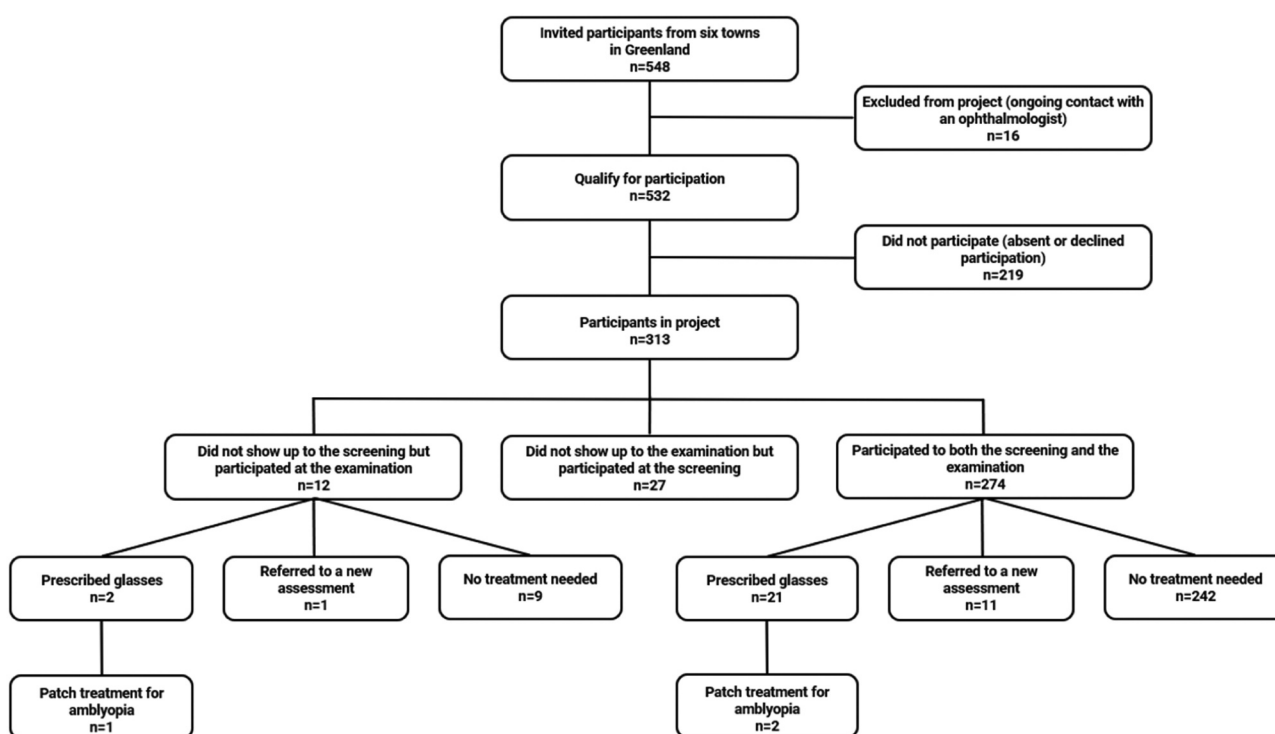 Invited participants from six towns
in Greenland
n=548
Excluded from project (ongoing contact with
an ophthalmologist)
n=16
Qualify for participation
n=532
Did not participate (absent or declined
participation)
n=219
Participants in project
n=313
Did not show up to the screening but
participated at the examination
n=12
Did not show up to the examination but
participated at the screening
n=27
Participated to both the screening and the
examination
n=274
Prescribed glasses
n=2
Referred to a new
assessment
n=1
No treatment needed
n=9
Prescribed glasses
n=21
Referred to a new
assessment
n=11
No treatment needed
n=242
Patch treatment for
amblyopia
n=1
Patch treatment for
amblyopia
n=2